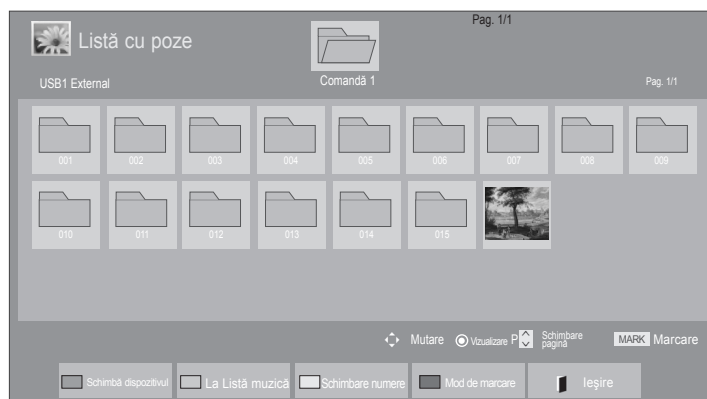 Pag. 1/1
Listă cu poze
Comandă 1
USB1 External
Pag. 1/1
001 002 003 004 005 006 007 008 009
010 011 012 013 014 015
Mutare Vizualizare P Schimbare pagină MARK Marcare
Schimbă dispozitivul La Listă muzică Schimbare numere Mod de marcare Ieşire